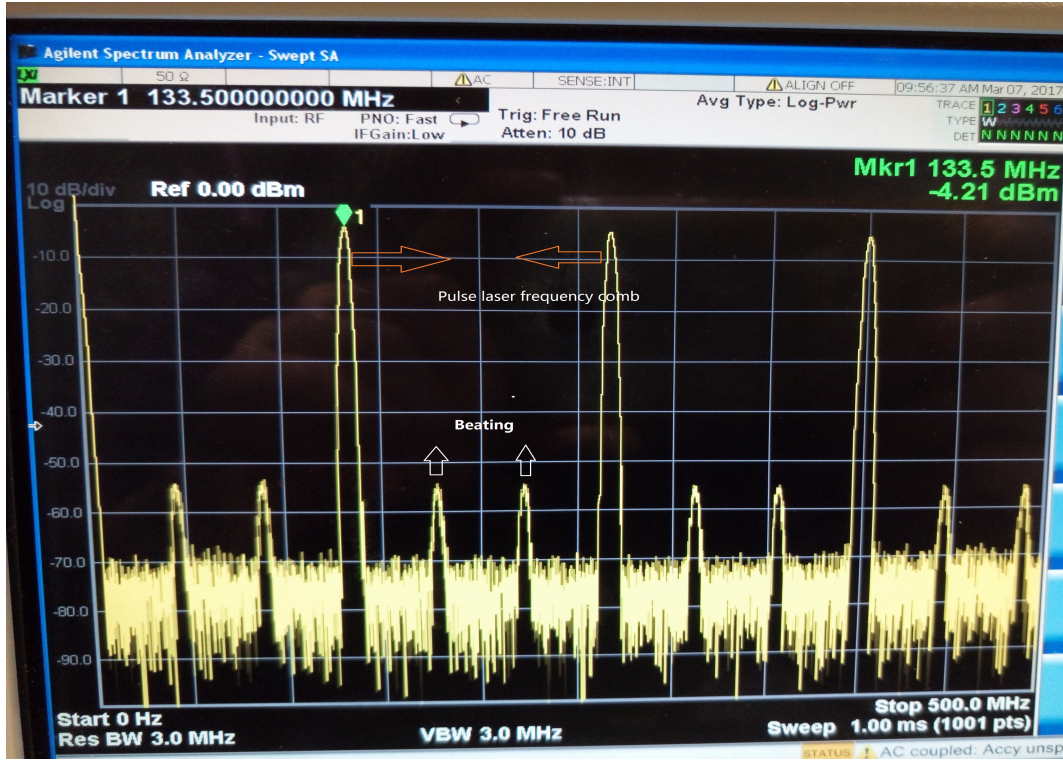 Agilent Spectrum Analyzer - Swept SA
LXI 50 Ω AC SENSE:INT ALIGN OFF 09:56:37 AM Mar 07, 2017
Marker 1 133.500000000 MHz
Input: RF PNO: Fast Trig: Free Run Avg Type: Log-Pwr TRACE 1 2 3 4 5 6
IFGain:Low Atten: 10 dB TYPE W
DET N N N N N N
Mkr1 133.5 MHz
10 dB/div Ref 0.00 dBm -4.21 dBm
Log
1
-10.0
Pulse laser frequency comb
-20.0
-30.0
-40.0
Beating
-50.0
-60.0
-70.0
-80.0
-90.0
Start 0 Hz Stop 500.0 MHz
Res BW 3.0 MHz VBW 3.0 MHz Sweep 1.00 ms (1001 pts)
STATUS AC coupled: Accy unsp